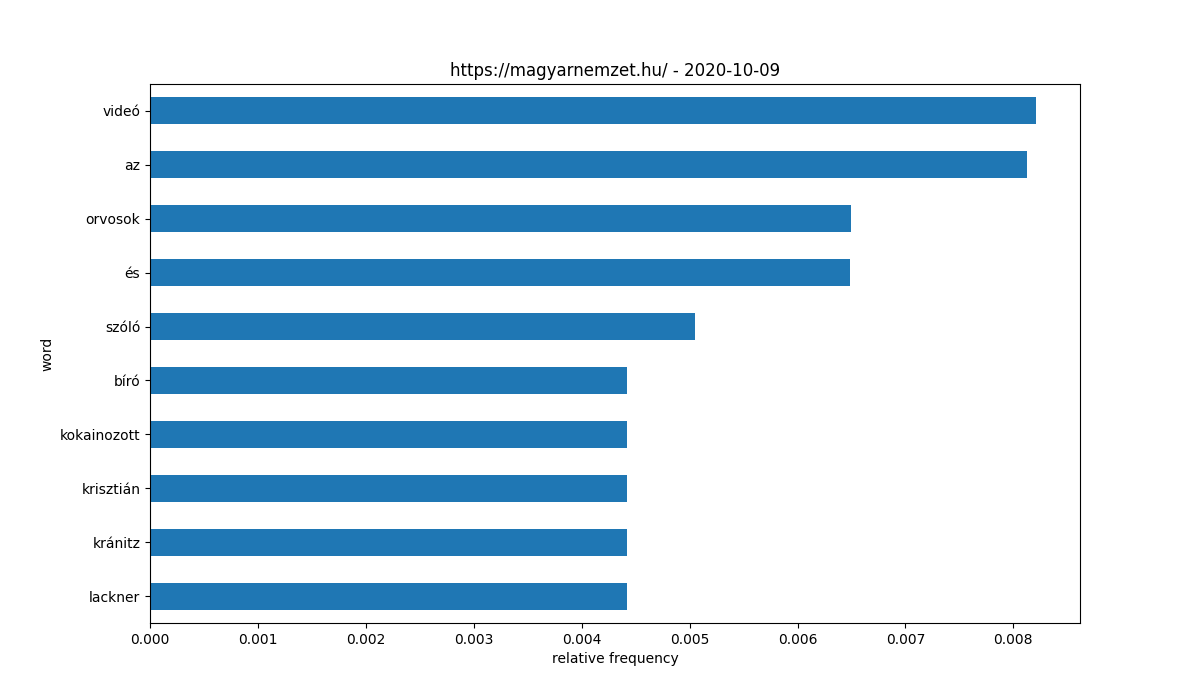 https://magyarnemzet.hu/ - 2020-10-09
word
videó
az
orvosok
és
szóló
bíró
kokainozott
krisztián
kránitz
lackner
0.000 0.001 0.002 0.003 0.004 0.005 0.006 0.007 0.008
relative frequency